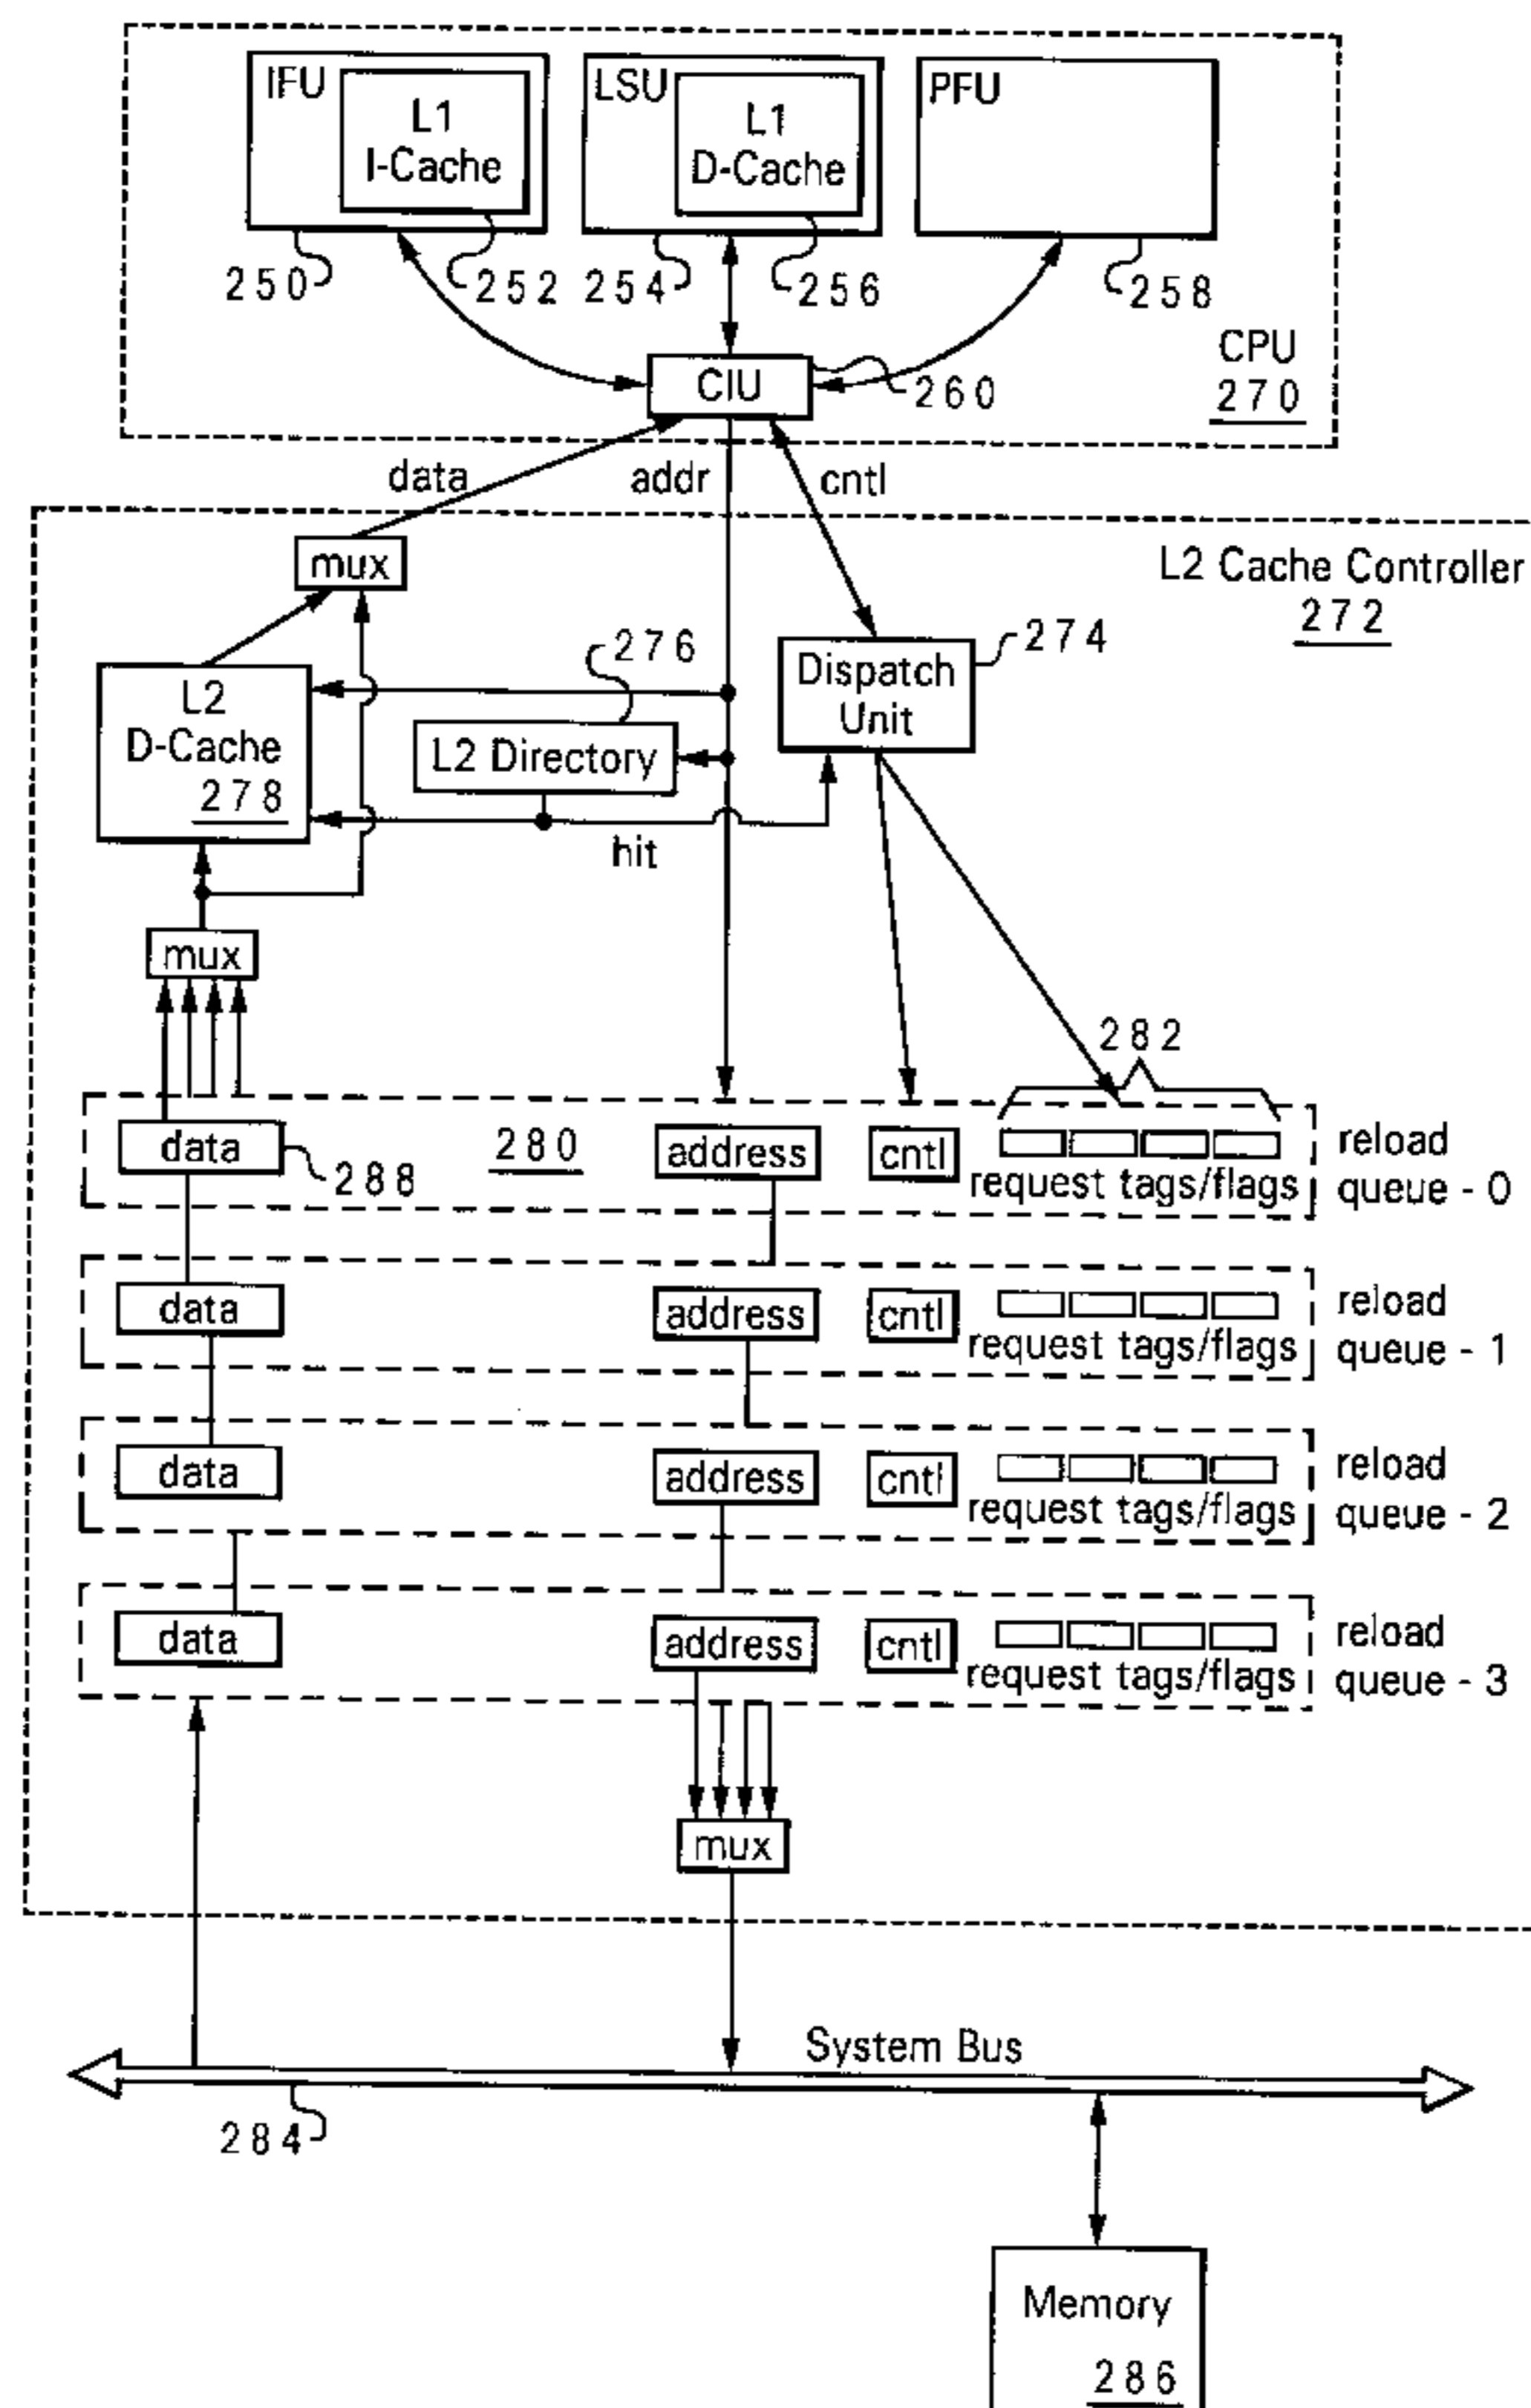 IFU
L1
I-Cache
LSU
L1
D-Cache
PFU
250
252
254
256
258
CPU
270
CIU
260
data
addr
cntl
mux
L2 Cache Controller
272
276
274
L2
D-Cache
278
L2 Directory
Dispatch
Unit
hit
mux
282
data
288
280
address
cntl
request tags/flags
reload
queue - 0
data
address
cntl
request tags/flags
reload
queue - 1
data
address
cntl
request tags/flags
reload
queue - 2
data
address
cntl
request tags/flags
reload
queue - 3
mux
System Bus
284
Memory
286